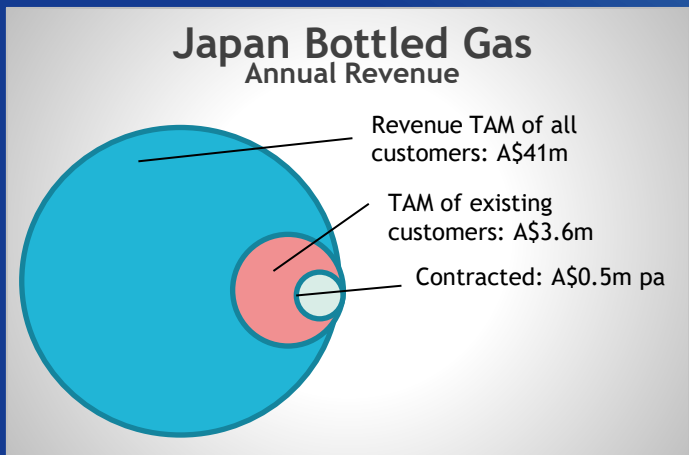 Japan Bottled Gas
Annual Revenue
Revenue TAM of all
customers: A$41m
TAM of existing
customers: A$3.6m
Contracted: A$0.5m pa